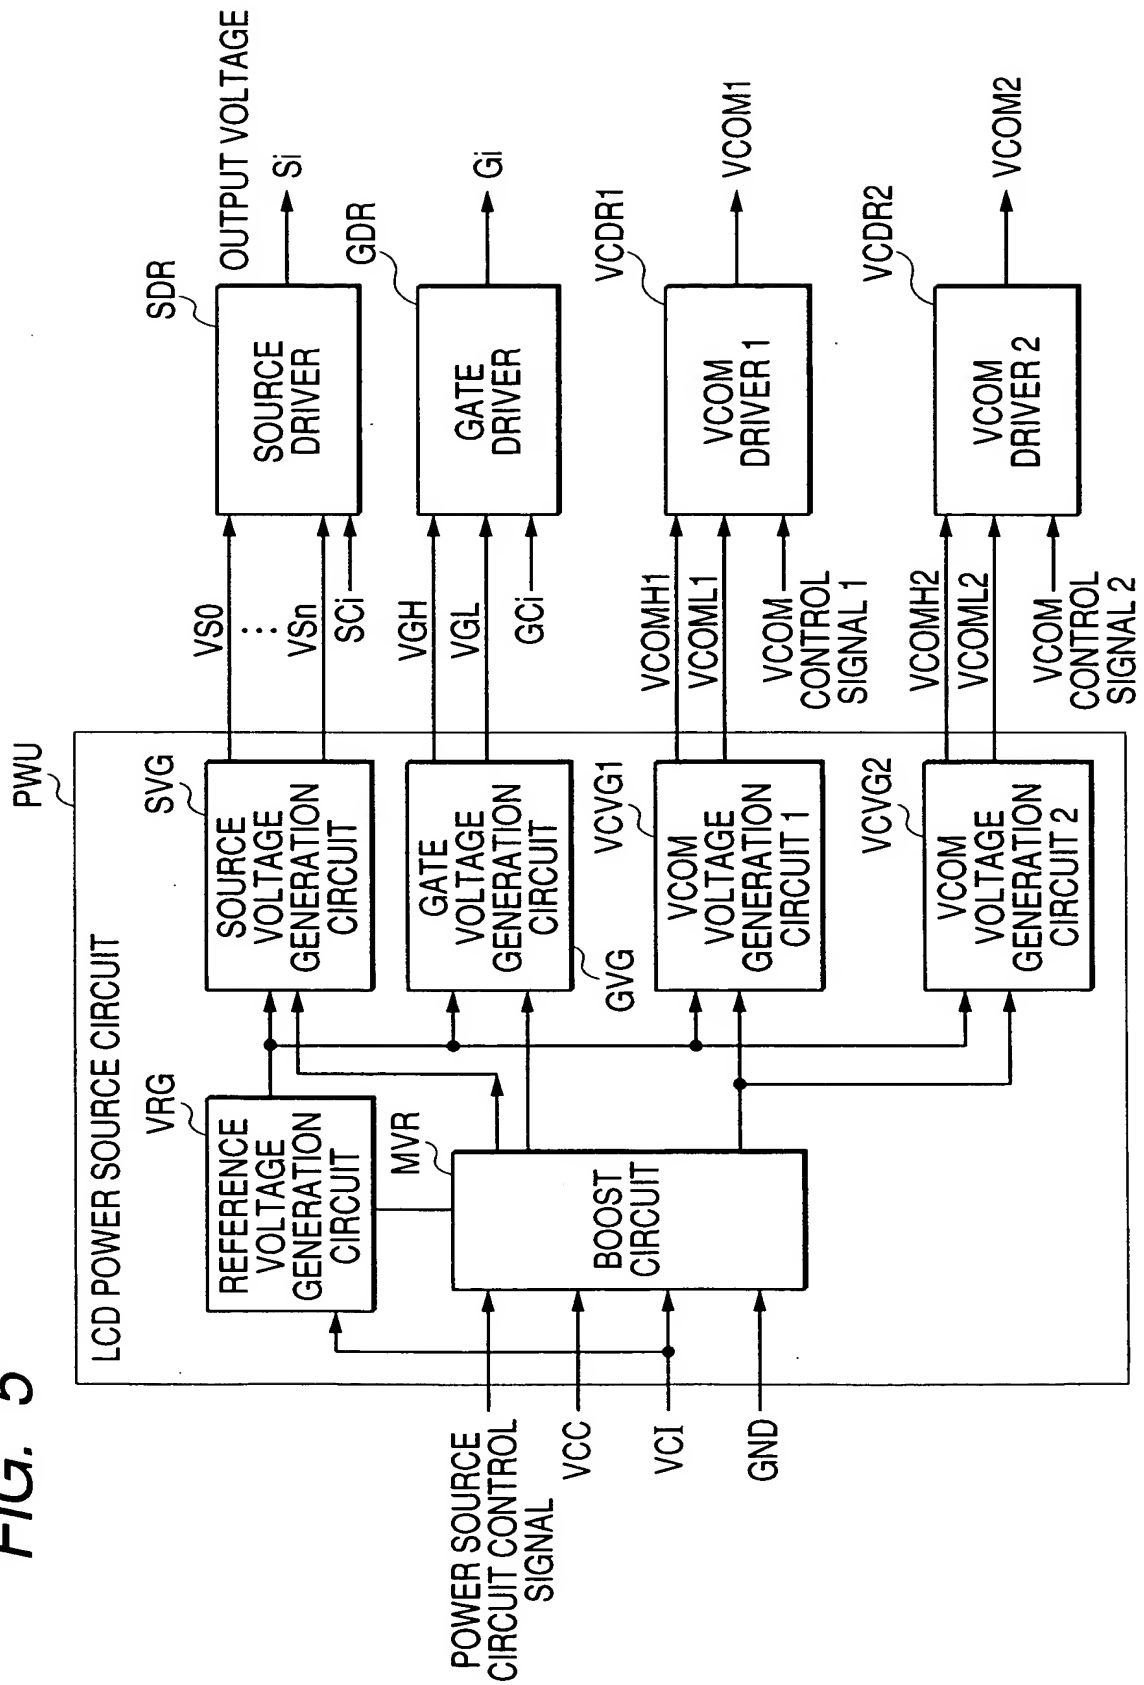 FIG. 5
PWU
LCD POWER SOURCE CIRCUIT
POWER SOURCE
CIRCUIT CONTROL
SIGNAL
VCC
VCI
GND
VRG
REFERENCE
VOLTAGE
GENERATION
CIRCUIT
MVR
BOOST
CIRCUIT
SVG
SOURCE
VOLTAGE
GENERATION
CIRCUIT
GATE
VOLTAGE
GENERATION
CIRCUIT
GVG
VCVG1
VCOM
VOLTAGE
GENERATION
CIRCUIT 1
VCVG2
VCOM
VOLTAGE
GENERATION
CIRCUIT 2
VS0
...
VSn
SCi
VGH
VGL
GCi
VCOMH1
VCOML1
VCOM
CONTROL
SIGNAL 1
VCOMH2
VCOML2
VCOM
CONTROL
SIGNAL 2
SDR
SOURCE
DRIVER
GDR
GATE
DRIVER
VCDR1
VCOM
DRIVER 1
VCDR2
VCOM
DRIVER 2
OUTPUT VOLTAGE
Si
Gi
VCOM1
VCOM2